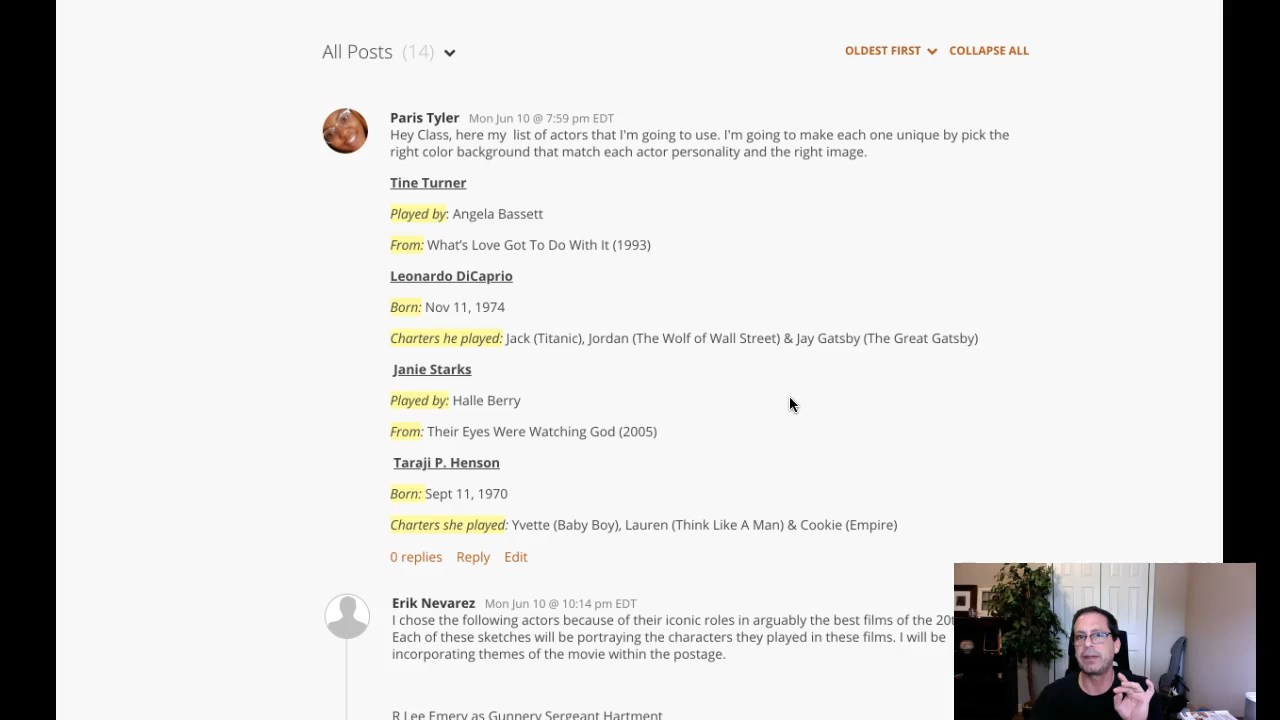 All Posts (14)
OLDEST FIRST COLLAPSE ALL
Paris Tyler Mon Jun 10 @ 7:59 pm EDT
Hey Class, here my list of actors that I'm going to use. I'm going to make each one unique by pick the
right color background that match each actor personality and the right image.
Tine Turner
Played by: Angela Bassett
From: What's Love Got To Do With It (1993)
Leonardo DiCaprio
Born: Nov 11, 1974
Charters he played: Jack (Titanic), Jordan (The Wolf of Wall Street) & Jay Gatsby (The Great Gatsby)
Janie Starks
Played by: Halle Berry
From: Their Eyes Were Watching God (2005)
Taraji P. Henson
Born: Sept 11, 1970
Charters she played: Yvette (Baby Boy), Lauren (Think Like A Man) & Cookie (Empire)
0 replies Reply Edit
Erik Nevarez Mon Jun 10 @ 10:14 pm EDT
I chose the following actors because of their iconic roles in arguably the best films of the
Each of these sketches will be portraying the characters they played in these films. I will be
incorporating themes of the movie within the postage.
R Lee Emery as Gunnery Sergeant Hartment